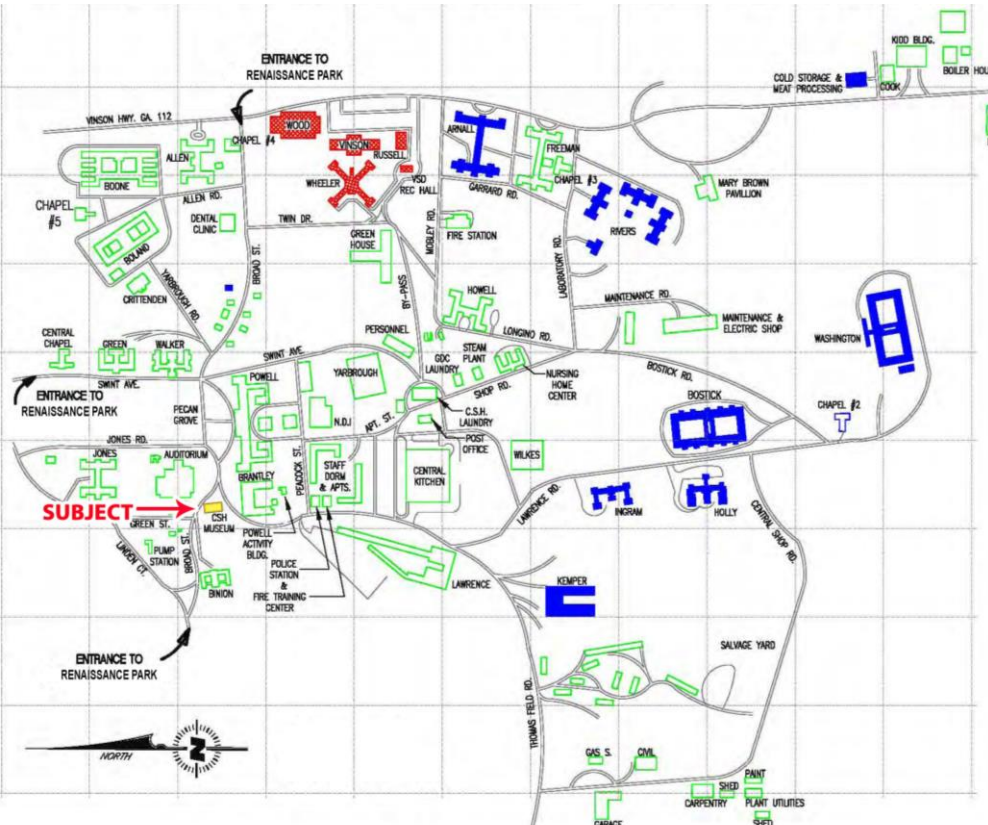 KIDD BLDG.
BOILER HOU
COLD STORAGE &
MEAT PROCESSING
COOK
ENTRANCE TO
RENAISSANCE PARK
VINSON HWY. GA. 112
WOOD
CHAPEL #4
VINSON
RUSSELL
ARNALL
FREEMAN
ALLEN
BOONE
WHEELER
VSD
REC HALL
CHAPEL #3
GARRARD RD.
MARY BROWN
PAVILION
ALLEN RD.
CHAPEL
#5
DENTAL
CLINIC
TWIN DR.
GREEN
HOUSE
MOBLEY RD.
FIRE STATION
RIVERS
BOLAND
YARBROUGH RD.
BROAD ST.
BY-PASS
LABORATORY RD.
CRITTENDEN
HOWELL
MAINTENANCE RD.
MAINTENANCE &
ELECTRIC SHOP
WASHINGTON
CENTRAL
CHAPEL
GREEN
WALKER
PERSONNEL
LONGINO RD.
SWINT AVE.
GDC
LAUNDRY
STEAM
PLANT
SWINT AVE.
POWELL
YARBROUGH
SHOP RD.
NURSING
HOME
CENTER
BOSTICK RD.
ENTRANCE TO
RENAISSANCE PARK
BOSTICK
CHAPEL #2
PECAN
GROVE
N.D.I
APT. ST.
C.S.H.
LAUNDRY
POST
OFFICE
JONES RD.
JONES
AUDITORIUM
BRANTLEY
PEACOCK ST.
STAFF
DORM
& APTS.
CENTRAL
KITCHEN
WILKES
SUBJECT
CSH
MUSEUM
GREEN ST.
LAWRENCE RD.
INGRAM
HOLLY
CENTRAL SHOP RD.
LINDEN CT.
PUMP
STATION
BROAD ST.
POWELL
ACTIVITY
BLDG.
POLICE
STATION
&
FIRE TRAINING
CENTER
BINION
LAWRENCE
KEMPER
ENTRANCE TO
RENAISSANCE PARK
SALVAGE YARD
THOMAS FIELD RD.
N
NORTH
GAS S.
CIVIL
PAINT
SHED
CARPENTRY
PLANT UTILITIES
GARAGE
SHED